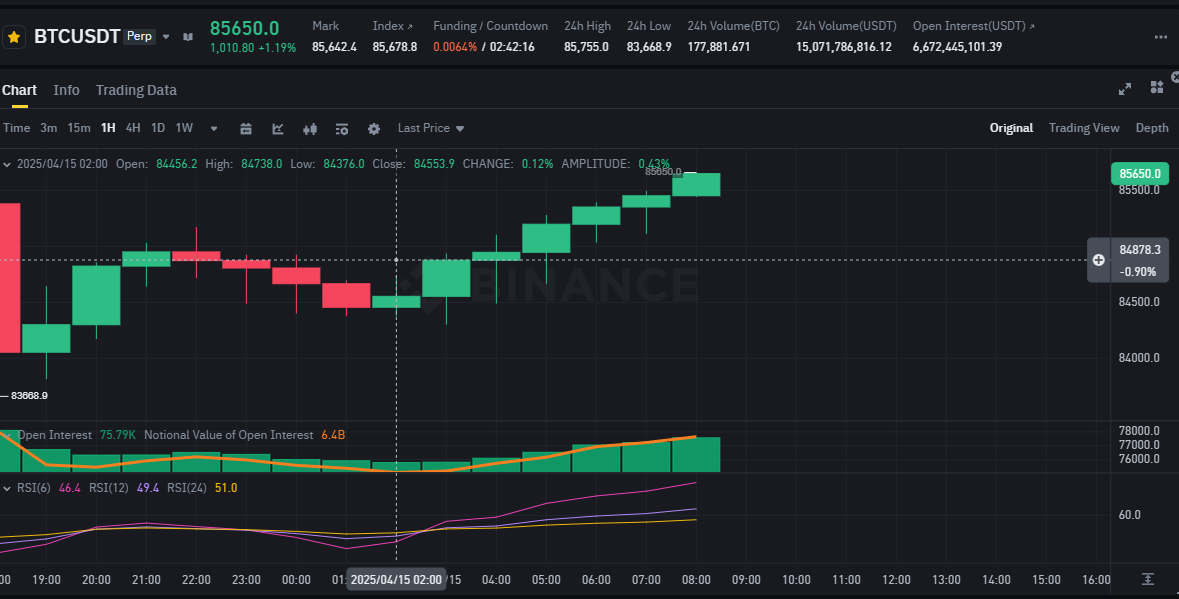 BTCUSDT Perp
85650.0
1,010.80 +1.19%
Mark
85,642.4
Index
85,678.8
Funding / Countdown
0.0064% / 02:42:16
24h High
85,755.0
24h Low
83,668.9
24h Volume(BTC)
177,881.671
24h Volume(USDT)
15,071,786,816.12
Open Interest(USDT)
6,672,445,101.39
Chart Info Trading Data
Time 3m 15m 1H 4H 1D 1W Last Price Original Trading View Depth
2025/04/15 02:00 Open: 84456.2 High: 84738.0 Low: 84376.0 Close: 84553.9 CHANGE: 0.12% AMPLITUDE: 0.43%
85650.0
85650.0
85500.0
84878.3
-0.90%
BINANCE
84500.0
84000.0
83668.9
Open Interest 75.79K Notional Value of Open Interest 6.4B
78000.0
77000.0
76000.0
RSI(6) 46.4 RSI(12) 49.4 RSI(24) 51.0
60.0
00 19:00 20:00 21:00 22:00 23:00 00:00 01: 2025/04/15 02:00 /15 04:00 05:00 06:00 07:00 08:00 09:00 10:00 11:00 12:00 13:00 14:00 15:00 16:00